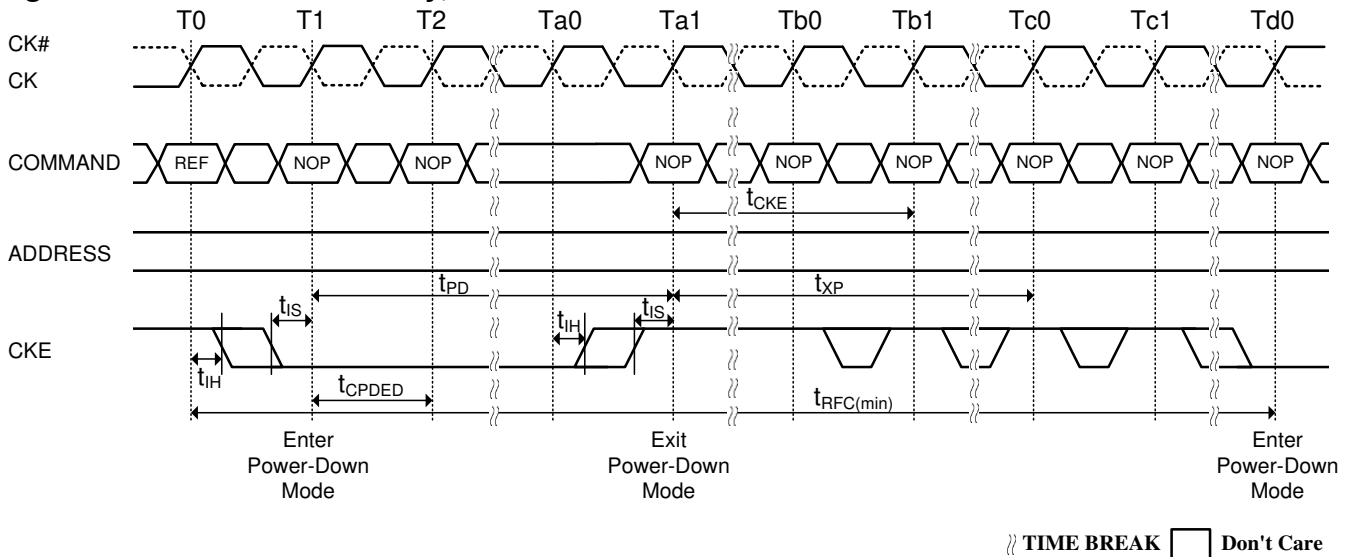 T0 T1 T2 Ta0 Ta1 Tb0 Tb1 Tc0 Tc1 Td0
CK#
CK
COMMAND REF NOP NOP NOP NOP NOP NOP NOP NOP
tCKE
ADDRESS
tPD tXP
tIS tIH tIS
CKE
tIH tCPDED
tRFC(min)
Enter
Power-Down
Mode
Exit
Power-Down
Mode
Enter
Power-Down
Mode
TIME BREAK Don't Care